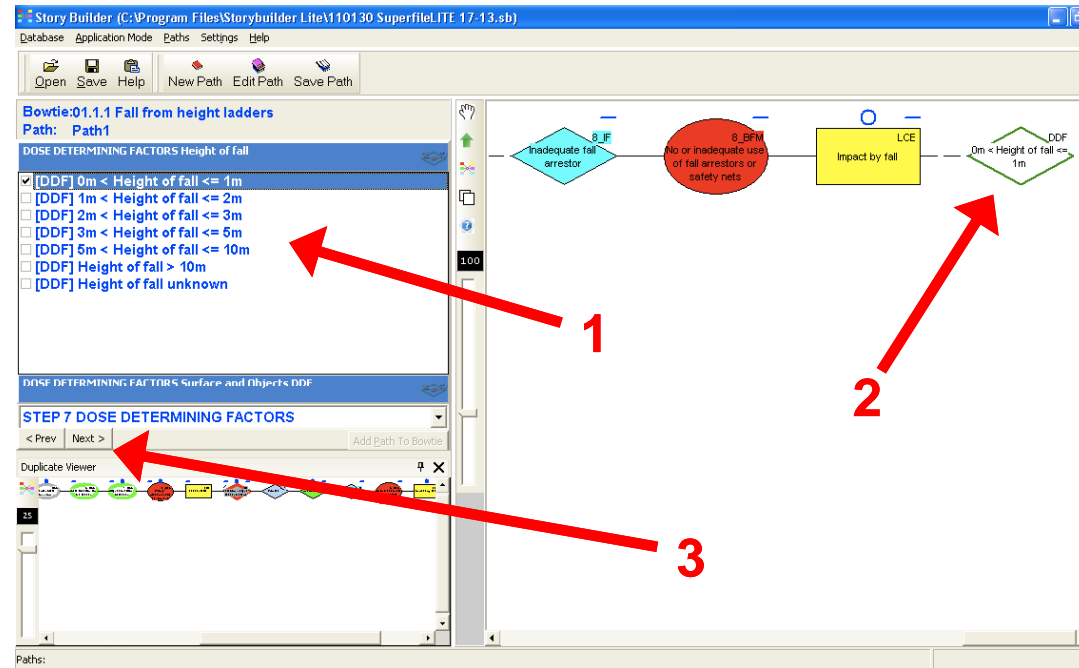 Story Builder (C:\Program Files\Storybuilder Lite\110130 SuperfileLITE 17-13.sb)
Database Application Mode Paths Settings Help
Open Save Help New Path Edit Path Save Path
Bowtie:01.1.1 Fall from height ladders
Path: Path1
DOSE DETERMINING FACTORS Height of fall
[DDF] 0m < Height of fall <= 1m
[DDF] 1m < Height of fall <= 2m
[DDF] 2m < Height of fall <= 3m
[DDF] 3m < Height of fall <= 5m
[DDF] 5m < Height of fall <= 10m
[DDF] Height of fall > 10m
[DDF] Height of fall unknown
DOSE DETERMINING FACTORS Surface and Objects DDF
STEP 7 DOSE DETERMINING FACTORS
< Prev Next > Add Path To Bowtie
Duplicate Viewer
25
100
8_IF
Inadequate fall
arrestor
8_BFM
No or inadequate use
of fall arrestors or
safety nets
LCE
Impact by fall
DDF
0m < Height of fall <=
1m
1
2
3
Paths: